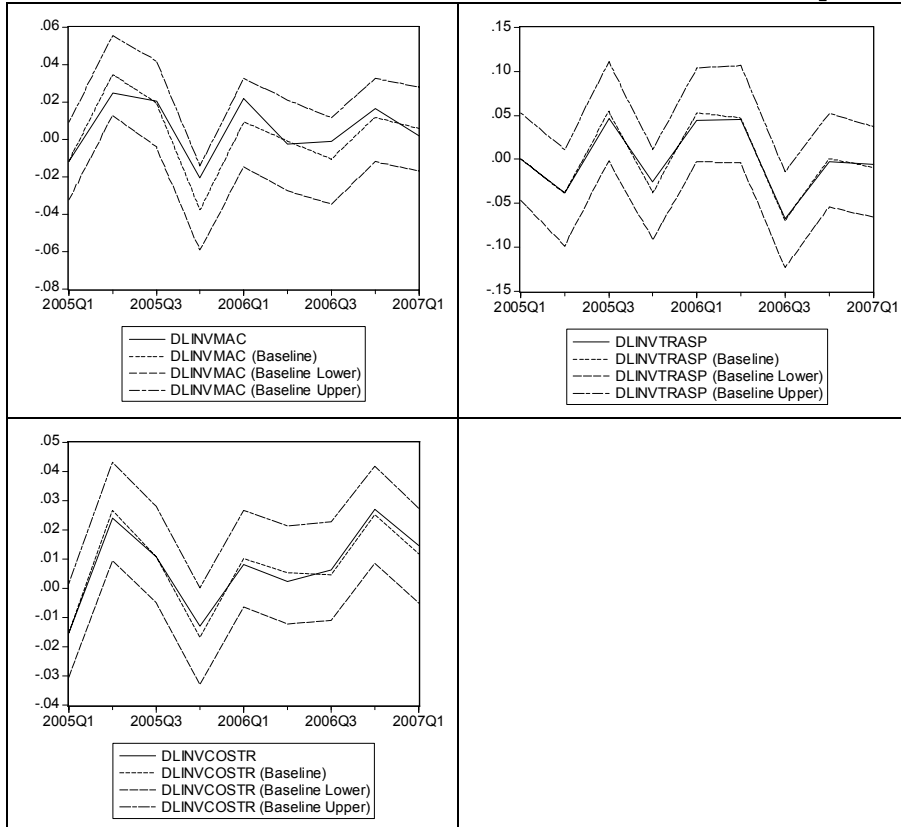 .06
.04
.02
.00
-.02
-.04
-.06
-.08
2005Q1 2005Q3 2006Q1 2006Q3 2007Q1
DLINVMAC
DLINVMAC (Baseline)
DLINVMAC (Baseline Lower)
DLINVMAC (Baseline Upper)
.15
.10
.05
.00
-.05
-.10
-.15
2005Q1 2005Q3 2006Q1 2006Q3 2007Q1
DLINVTRASP
DLINVTRASP (Baseline)
DLINVTRASP (Baseline Lower)
DLINVTRASP (Baseline Upper)
.05
.04
.03
.02
.01
.00
-.01
-.02
-.03
-.04
2005Q1 2005Q3 2006Q1 2006Q3 2007Q1
DLINVCOSTR
DLINVCOSTR (Baseline)
DLINVCOSTR (Baseline Lower)
DLINVCOSTR (Baseline Upper)